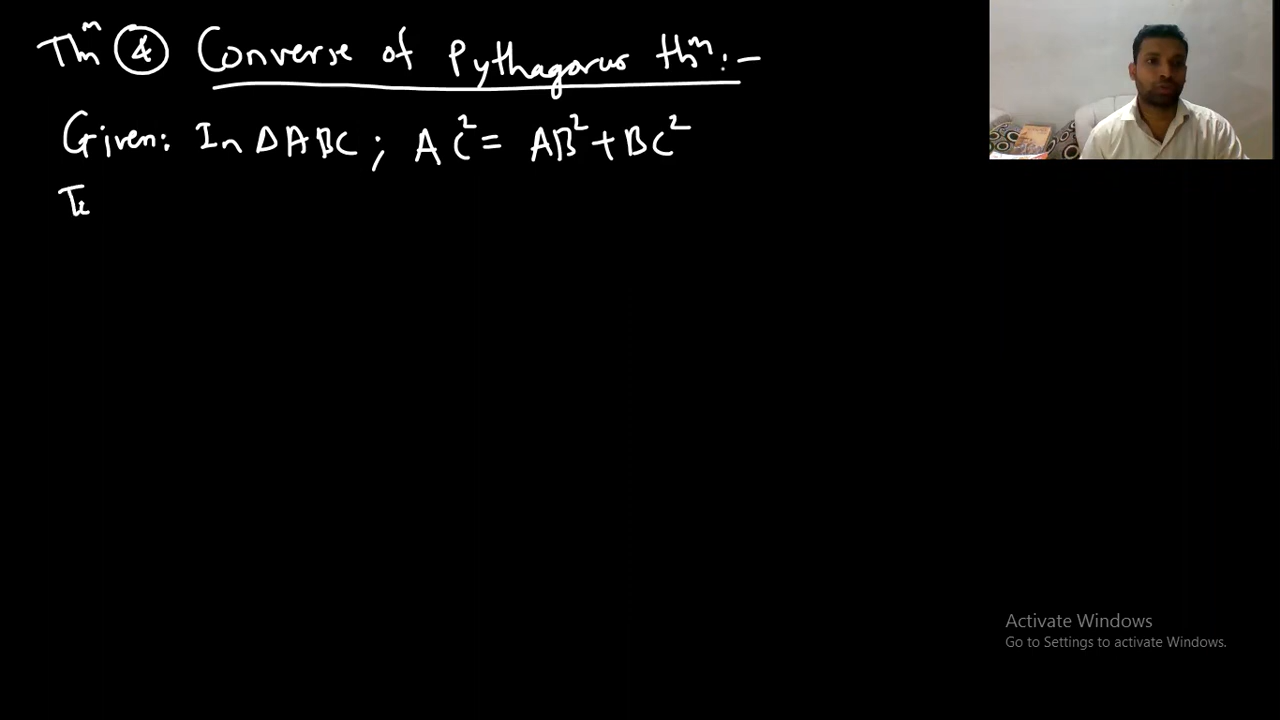 Thm ④ Converse of Pythagorus thm:-
Given: In ΔABC; AC² = AB² + BC²
Activate Windows
Go to Settings to activate Windows.